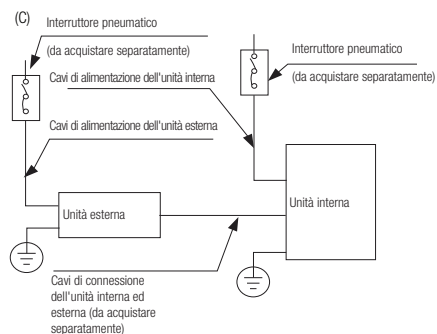 (C)
Interruttore pneumatico
(da acquistare separatamente)
Interruttore pneumatico
(da acquistare separatamente)
Cavi di alimentazione dell'unità interna
Cavi di alimentazione dell'unità esterna
Unità esterna
Unità interna
Cavi di connessione
dell'unità interna ed
esterna (da acquistare
separatamente)